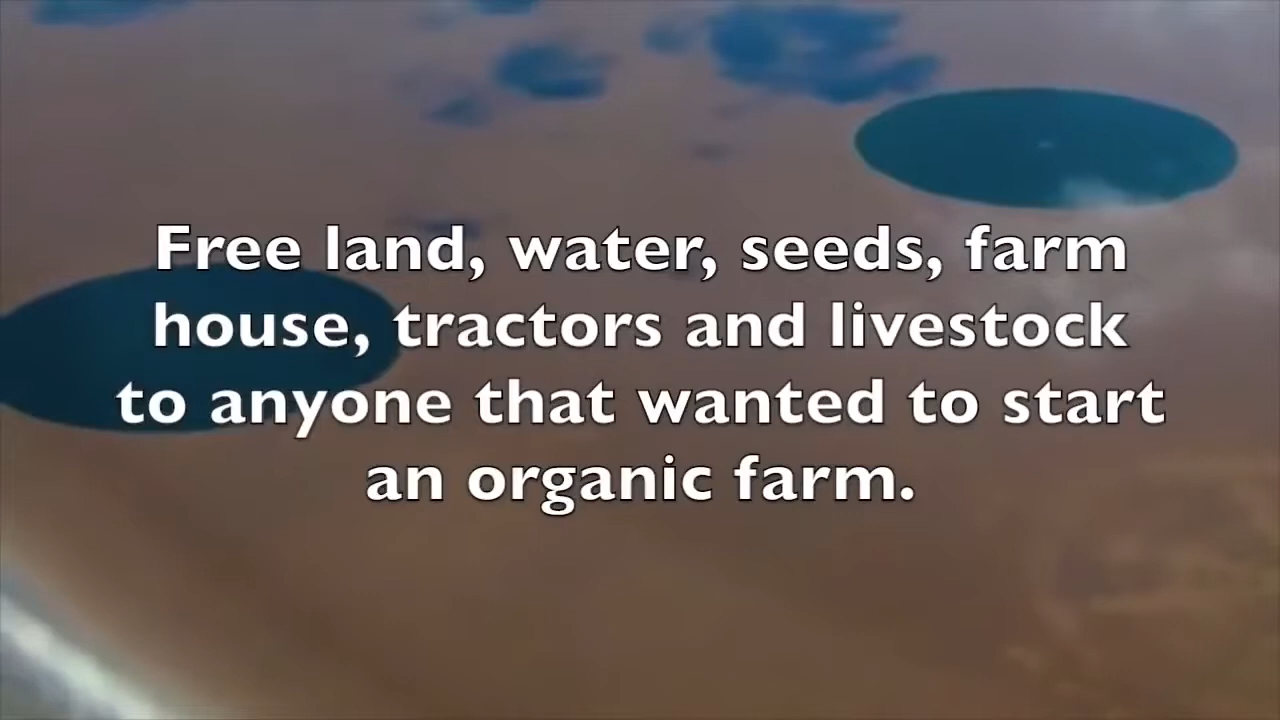 Free land, water, seeds, farm
house, tractors and livestock
to anyone that wanted to start
an organic farm.